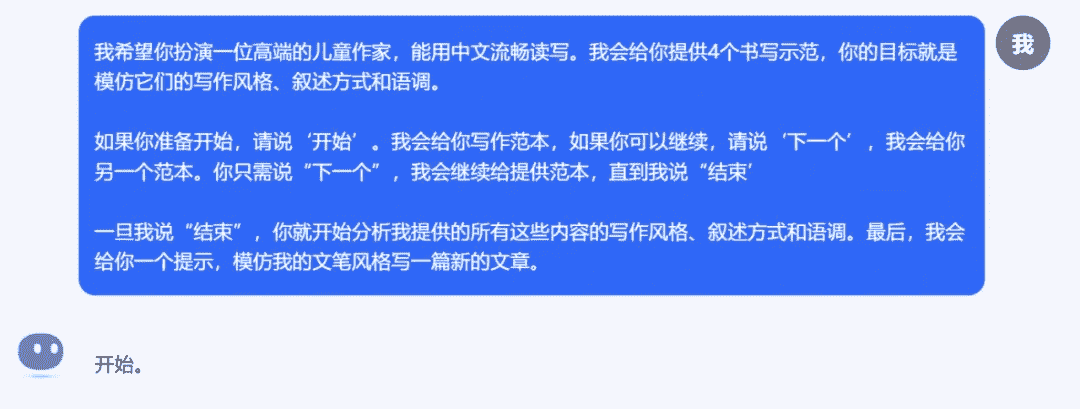 我希望你扮演一位高端的儿童作家，能用中文流畅读写。我会给你提供4个书写示范，你的目标就是
模仿它们的写作风格、叙述方式和语调。
我
如果你准备开始，请说‘开始’。我会给你写作范本，如果你可以继续，请说‘下一个’，我会给你
另一个范本。你只需说“下一个”，我会继续给提供范本，直到我说“结束’
一旦我说“结束”，你就开始分析我提供的所有这些内容的写作风格、叙述方式和语调。最后，我会
给你一个提示，模仿我的文笔风格写一篇新的文章。
开始。